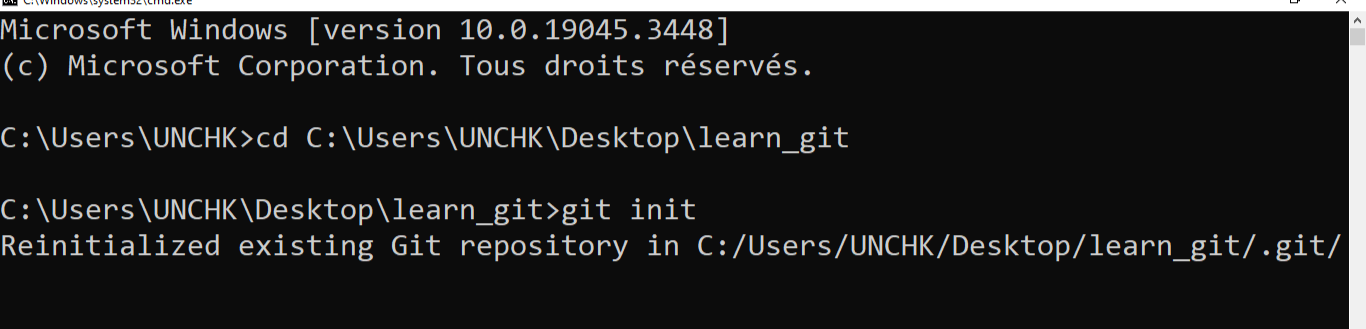 C:\Windows\system32\cmd.exe
Microsoft Windows [version 10.0.19045.3448]
(c) Microsoft Corporation. Tous droits réservés.
C:\Users\UNCHK>cd C:\Users\UNCHK\Desktop\learn_git
C:\Users\UNCHK\Desktop\learn_git>git init
Reinitialized existing Git repository in C:/Users/UNCHK/Desktop/learn_git/.git/